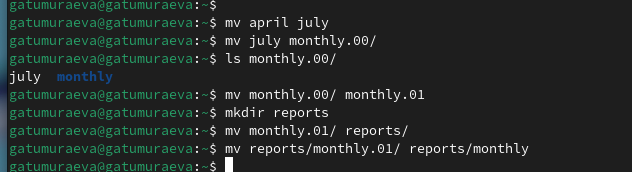 gatumuraeva@gatumuraeva:~$
gatumuraeva@gatumuraeva:~$ mv april july
gatumuraeva@gatumuraeva:~$ mv july monthly.00/
gatumuraeva@gatumuraeva:~$ ls monthly.00/
july  monthly
gatumuraeva@gatumuraeva:~$ mv monthly.00/ monthly.01
gatumuraeva@gatumuraeva:~$ mkdir reports
gatumuraeva@gatumuraeva:~$ mv monthly.01/ reports/
gatumuraeva@gatumuraeva:~$ mv reports/monthly.01/ reports/monthly
gatumuraeva@gatumuraeva:~$